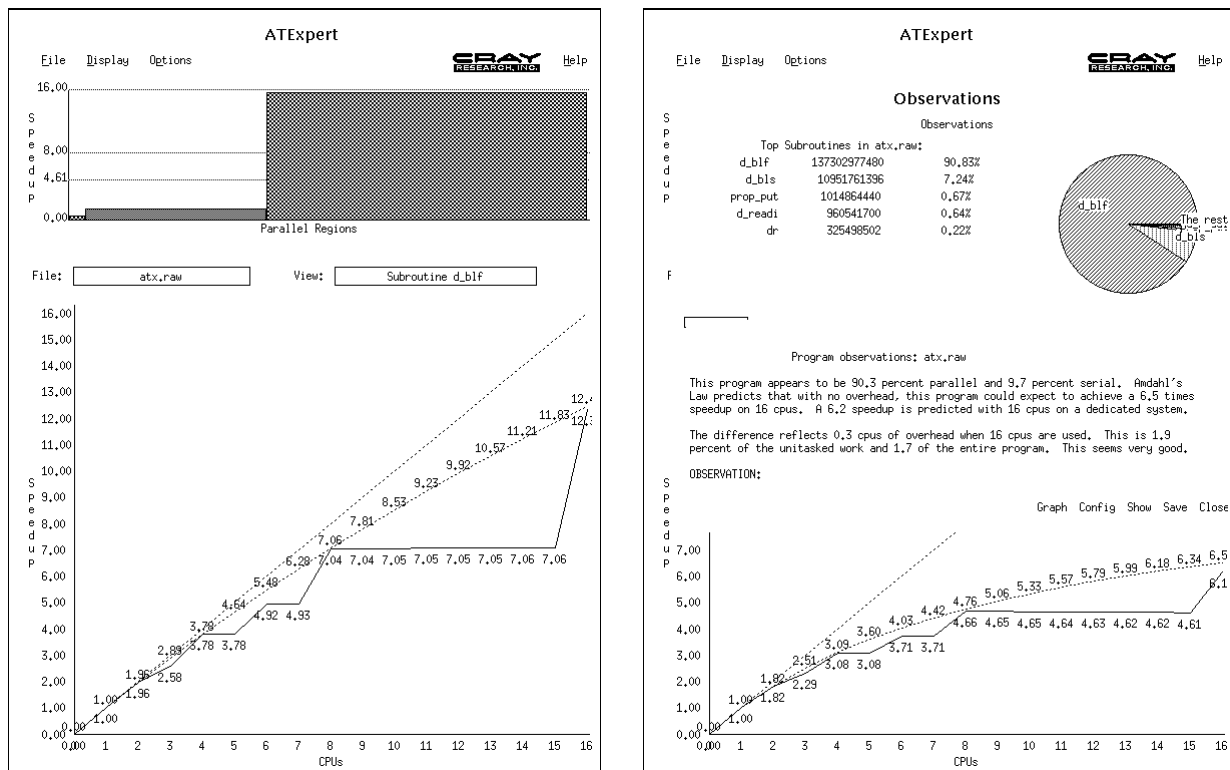 ATExpert
File Display Options CRAY RESEARCH, INC. Help
16.00
8.00
4.61
0.00
Speedup
Parallel Regions
File: atx.raw View: Subroutine d_blf
16.00
15.00
14.00
13.00
12.00
11.00
10.00
9.00
8.00
7.00
6.00
5.00
4.00
3.00
2.00
1.00
0.00
Speedup
0.00
1.00 1.96 2.89 3.78 4.64 5.48 6.28 7.06 7.81 8.53 9.23 9.92 10.57 11.21 11.83 12.4
1.00 1.96 2.58 3.78 3.78 4.92 4.93 7.04 7.04 7.05 7.05 7.05 7.05 7.06 7.06 12.3
1 2 3 4 5 6 7 8 9 10 11 12 13 14 15 16
CPUs
ATExpert
File Display Options CRAY RESEARCH, INC. Help
Observations
Observations
Speedup
Top Subroutines in atx.raw:
d_blf 137302977480 90.83%
d_bls 10951761396 7.24%
prop_put 1014864440 0.67%
d_readi 960541700 0.64%
dr 325498502 0.22%
d_blf
The rest
d_bls
F
Program observations: atx.raw
This program appears to be 90.3 percent parallel and 9.7 percent serial. Amdahl's
Law predicts that with no overhead, this program could expect to achieve a 6.5 times
speedup on 16 cpus. A 6.2 speedup is predicted with 16 cpus on a dedicated system.
The difference reflects 0.3 cpus of overhead when 16 cpus are used. This is 1.9
percent of the unitasked work and 1.7 of the entire program. This seems very good.
OBSERVATION:
Graph Config Show Save Close
Speedup
7.00
6.00
5.00
4.00
3.00
2.00
1.00
0.00
0.00
1.00 1.82 2.51 3.09 3.60 4.03 4.42 4.76 5.06 5.33 5.57 5.79 5.99 6.18 6.34 6.5
1.00 1.82 2.29 3.08 3.08 3.71 3.71 4.66 4.65 4.65 4.64 4.63 4.62 4.62 4.61 6.1
1 2 3 4 5 6 7 8 9 10 11 12 13 14 15 16
CPUs